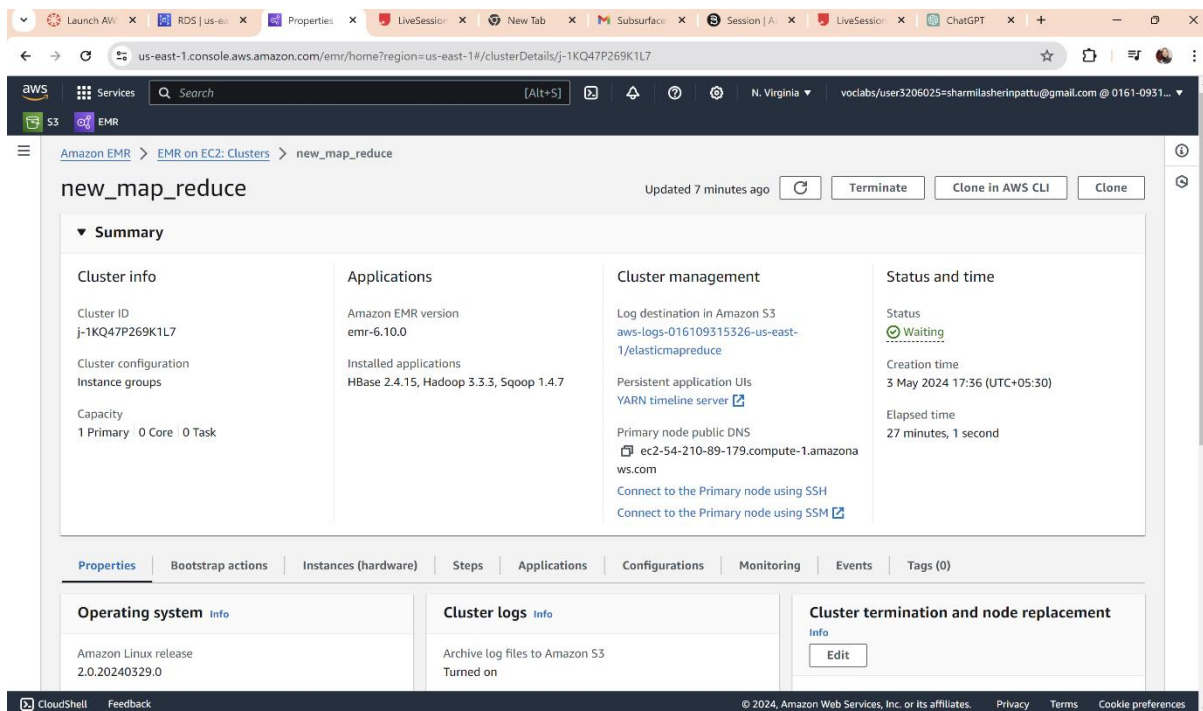 Launch AW
RDS | us-ea
Properties
LiveSession
New Tab
Subsurface
Session | A
LiveSession
ChatGPT
us-east-1.console.aws.amazon.com/emr/home?region=us-east-1#/clusterDetails/j-1KQ47P269K1L7
aws
Services
Search
[Alt+S]
N. Virginia
voclabs/user3206025=sharmilasherinpattu@gmail.com @ 0161-0931...
S3
EMR
Amazon EMR > EMR on EC2: Clusters > new_map_reduce
new_map_reduce
Updated 7 minutes ago
Terminate
Clone in AWS CLI
Clone
Summary
Cluster info
Cluster ID
j-1KQ47P269K1L7
Cluster configuration
Instance groups
Capacity
1 Primary 0 Core 0 Task
Applications
Amazon EMR version
emr-6.10.0
Installed applications
HBase 2.4.15, Hadoop 3.3.3, Sqoop 1.4.7
Cluster management
Log destination in Amazon S3
aws-logs-016109315326-us-east-
1/elasticmapreduce
Persistent application UIs
YARN timeline server
Primary node public DNS
ec2-54-210-89-179.compute-1.amazona
ws.com
Connect to the Primary node using SSH
Connect to the Primary node using SSM
Status and time
Status
Waiting
Creation time
3 May 2024 17:36 (UTC+05:30)
Elapsed time
27 minutes, 1 second
Properties
Bootstrap actions
Instances (hardware)
Steps
Applications
Configurations
Monitoring
Events
Tags (0)
Operating system Info
Amazon Linux release
2.0.20240329.0
Cluster logs Info
Archive log files to Amazon S3
Turned on
Cluster termination and node replacement
Info
Edit
CloudShell
Feedback
© 2024, Amazon Web Services, Inc. or its affiliates.
Privacy
Terms
Cookie preferences